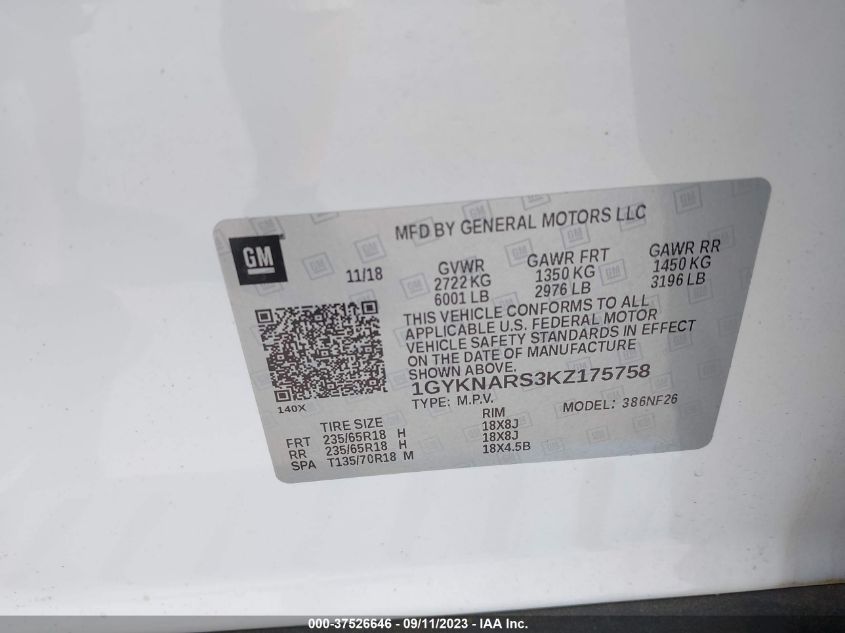 MFD BY GENERAL MOTORS LLC
GM
11/18
GVWR
2722 KG
6001 LB
GAWR FRT
1350 KG
2976 LB
GAWR RR
1450 KG
3196 LB
THIS VEHICLE CONFORMS TO ALL
APPLICABLE U.S. FEDERAL MOTOR
VEHICLE SAFETY STANDARDS IN EFFECT
ON THE DATE OF MANUFACTURE
SHOWN ABOVE.
1GYKNARS3KZ175758
TYPE: M.P.V. MODEL: 386NF26
140X
TIRE SIZE RIM
FRT 235/65R18 H 18X8J
RR 235/65R18 H 18X8J
SPA T135/70R18 M 18X4.5B
000-37526646 - 09/11/2023 - IAA Inc.